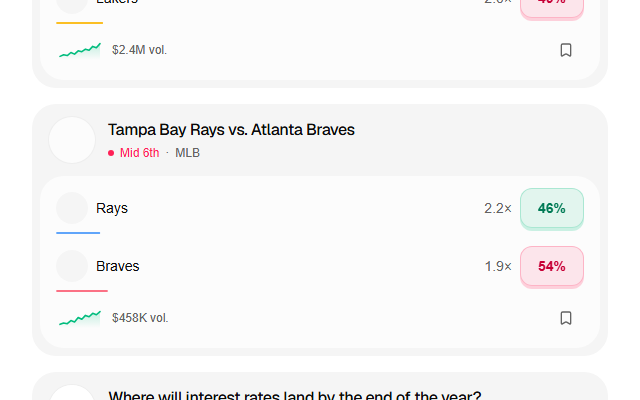 Lakers
$2.4M vol.
Tampa Bay Rays vs. Atlanta Braves
Mid 6th · MLB
Rays 2.2× 46%
Braves 1.9× 54%
$458K vol.
Where will interest rates land by the end of the year?